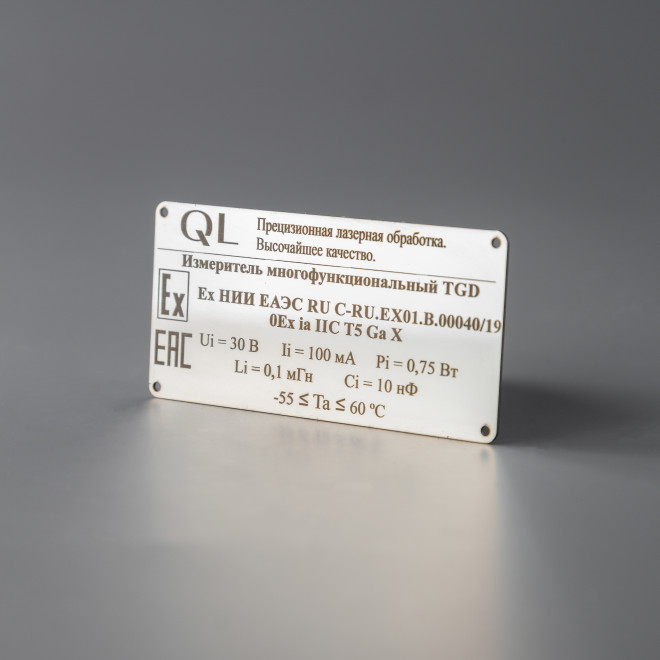 QL
Прецизионная лазерная обработка.
Высочайшее качество.
Измеритель многофункциональный TGD
Ex
Ex НИИ ЕАЭС RU C-RU.EX01.B.00040/19
0Ex ia IIC T5 Ga X
EAC
Ui = 30 В Ii = 100 мА Pi = 0,75 Вт
Li = 0,1 мГн Ci = 10 нФ
-55 ≤ Ta ≤ 60 ºC